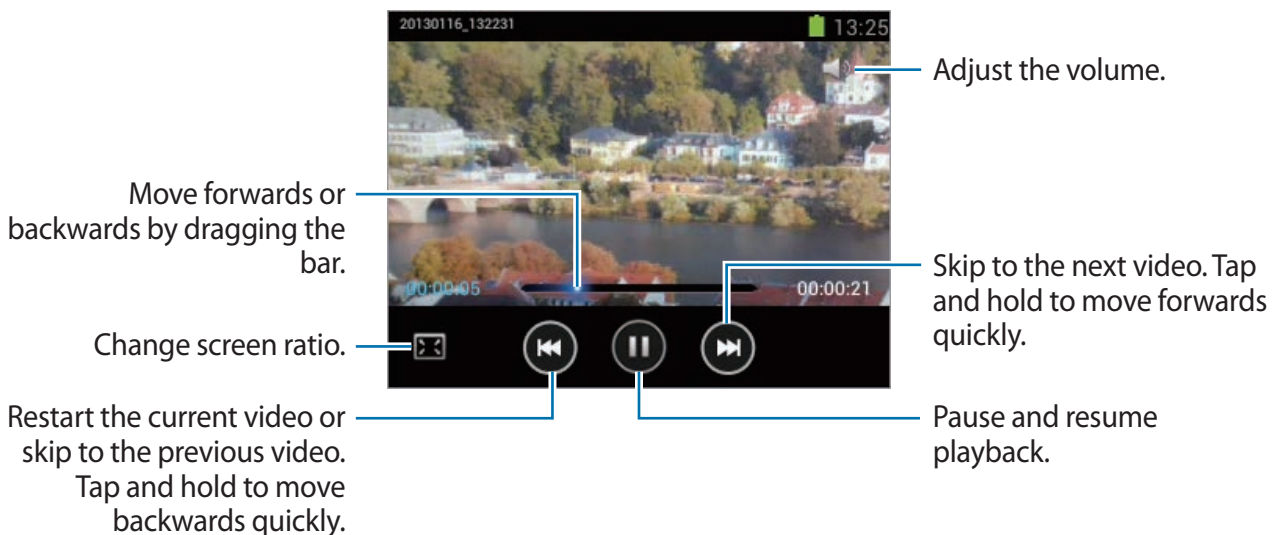 20130116_132231
13:25
Adjust the volume.
Move forwards or
backwards by dragging the
bar.
00:00:05
00:00:21
Skip to the next video. Tap
and hold to move forwards
quickly.
Change screen ratio.
Restart the current video or
skip to the previous video.
Tap and hold to move
backwards quickly.
Pause and resume
playback.